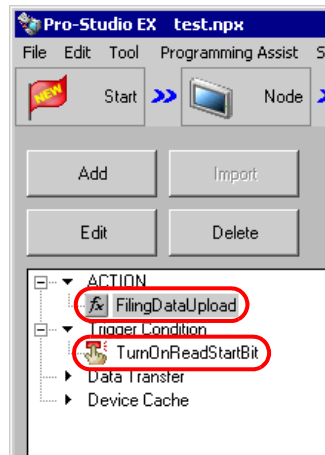 Pro-Studio EX   test.npx
File Edit Tool Programming Assist S
NEW Start Node
Add Import
Edit Delete
ACTION
fx FilingDataUpload
Trigger Condition
TurnOnReadStartBit
Data Transfer
Device Cache